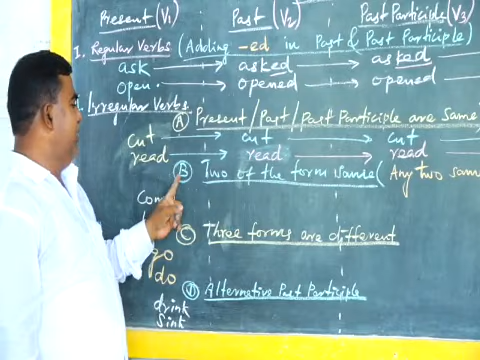 Present (V1) Past (V2) Past Participle (V3)
1. Regular Verbs (Adding -ed in Past & Past Participle)
ask → asked → asked
open → opened → opened
Irregular Verbs
(A) Present/Past/Past Participle are same
cut → cut → cut
read → read → read
(B) Two of the form same (Any two same
(C) Three forms are different
go
do
(D) Alternative Past Participle
drink
sink